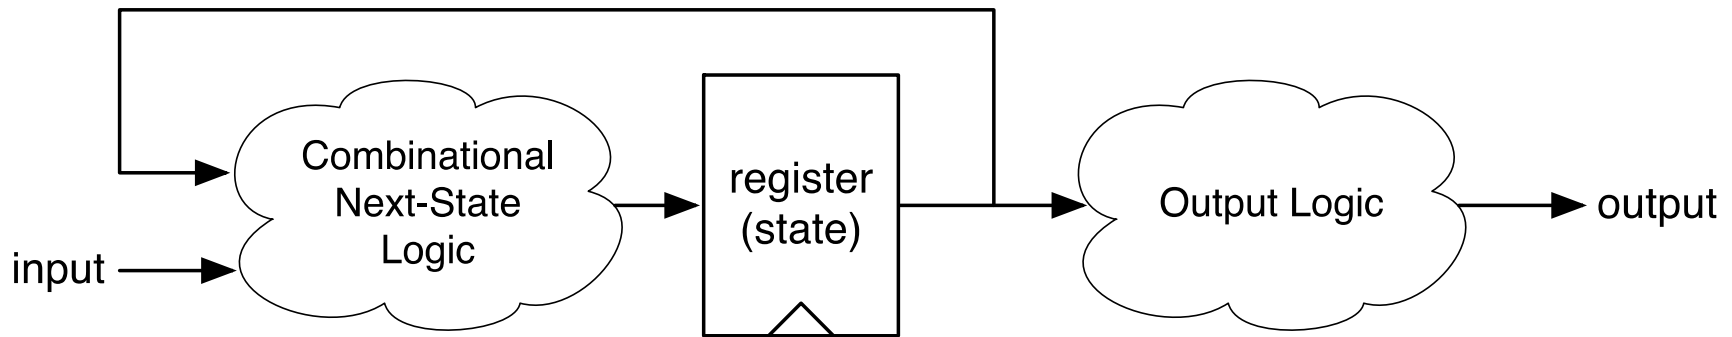 Combinational
Next-State
Logic
input
register
(state)
Output Logic
output